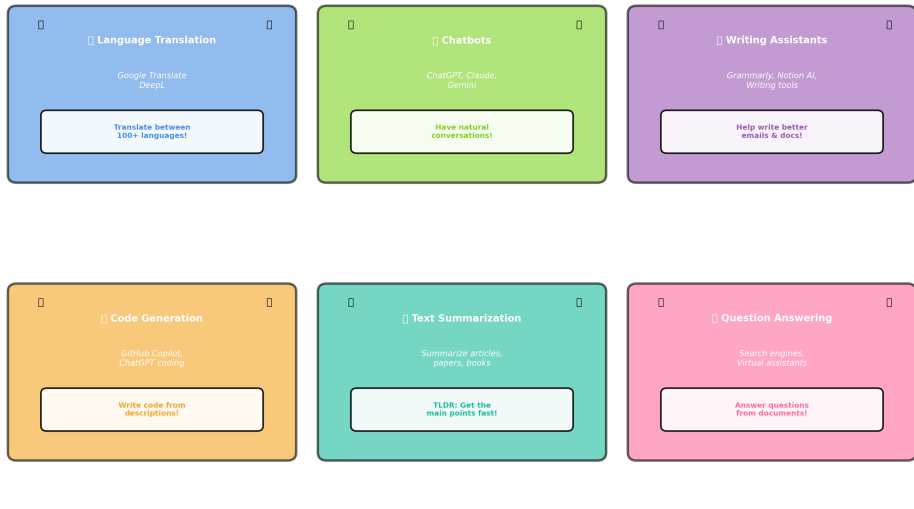 Language Translation
Google Translate
DeepL
Translate between
100+ languages!
Chatbots
ChatGPT, Claude,
Gemini
Have natural
conversations!
Writing Assistants
Grammarly, Notion AI,
Writing tools
Help write better
emails & docs!
Code Generation
GitHub Copilot,
ChatGPT coding
Write code from
descriptions!
Text Summarization
Summarize articles,
papers, books
TLDR: Get the
main points fast!
Question Answering
Search engines,
Virtual assistants
Answer questions
from documents!